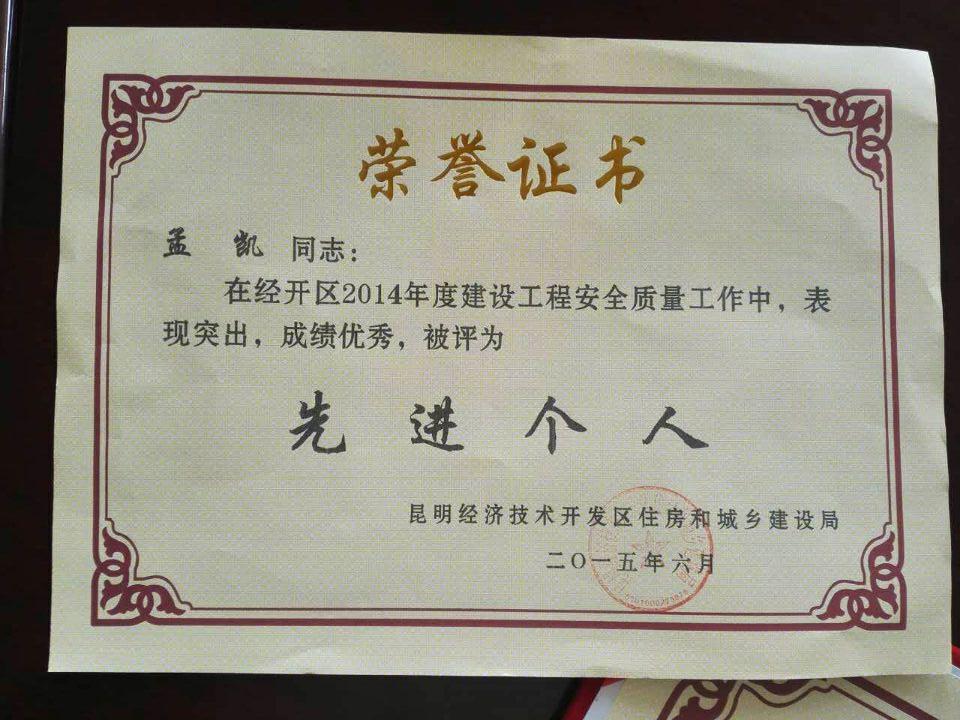 荣誉证书
孟 凯 同志：
在经开区2014年度建设工程安全质量工作中，表
现突出，成绩优秀，被评为
先进个人
昆明经济技术开发区住房和城乡建设局
二〇一五年六月